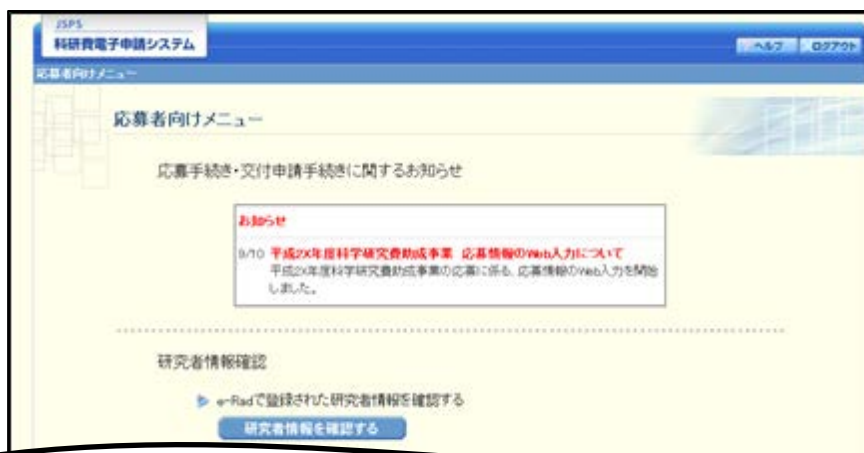 JSPS
科研費電子申請システム
ヘルプ ログアウト
応募者向けメニュー
応募者向けメニュー
応募手続き・交付申請手続きに関するお知らせ
お知らせ
9/10 平成2X年度科学研究費助成事業 応募情報のWeb入力について
平成2X年度科学研究費助成事業の応募に係る、応募情報のWeb入力を開始
しました。
研究者情報確認
e-Radで登録された研究者情報を確認する
研究者情報を確認する